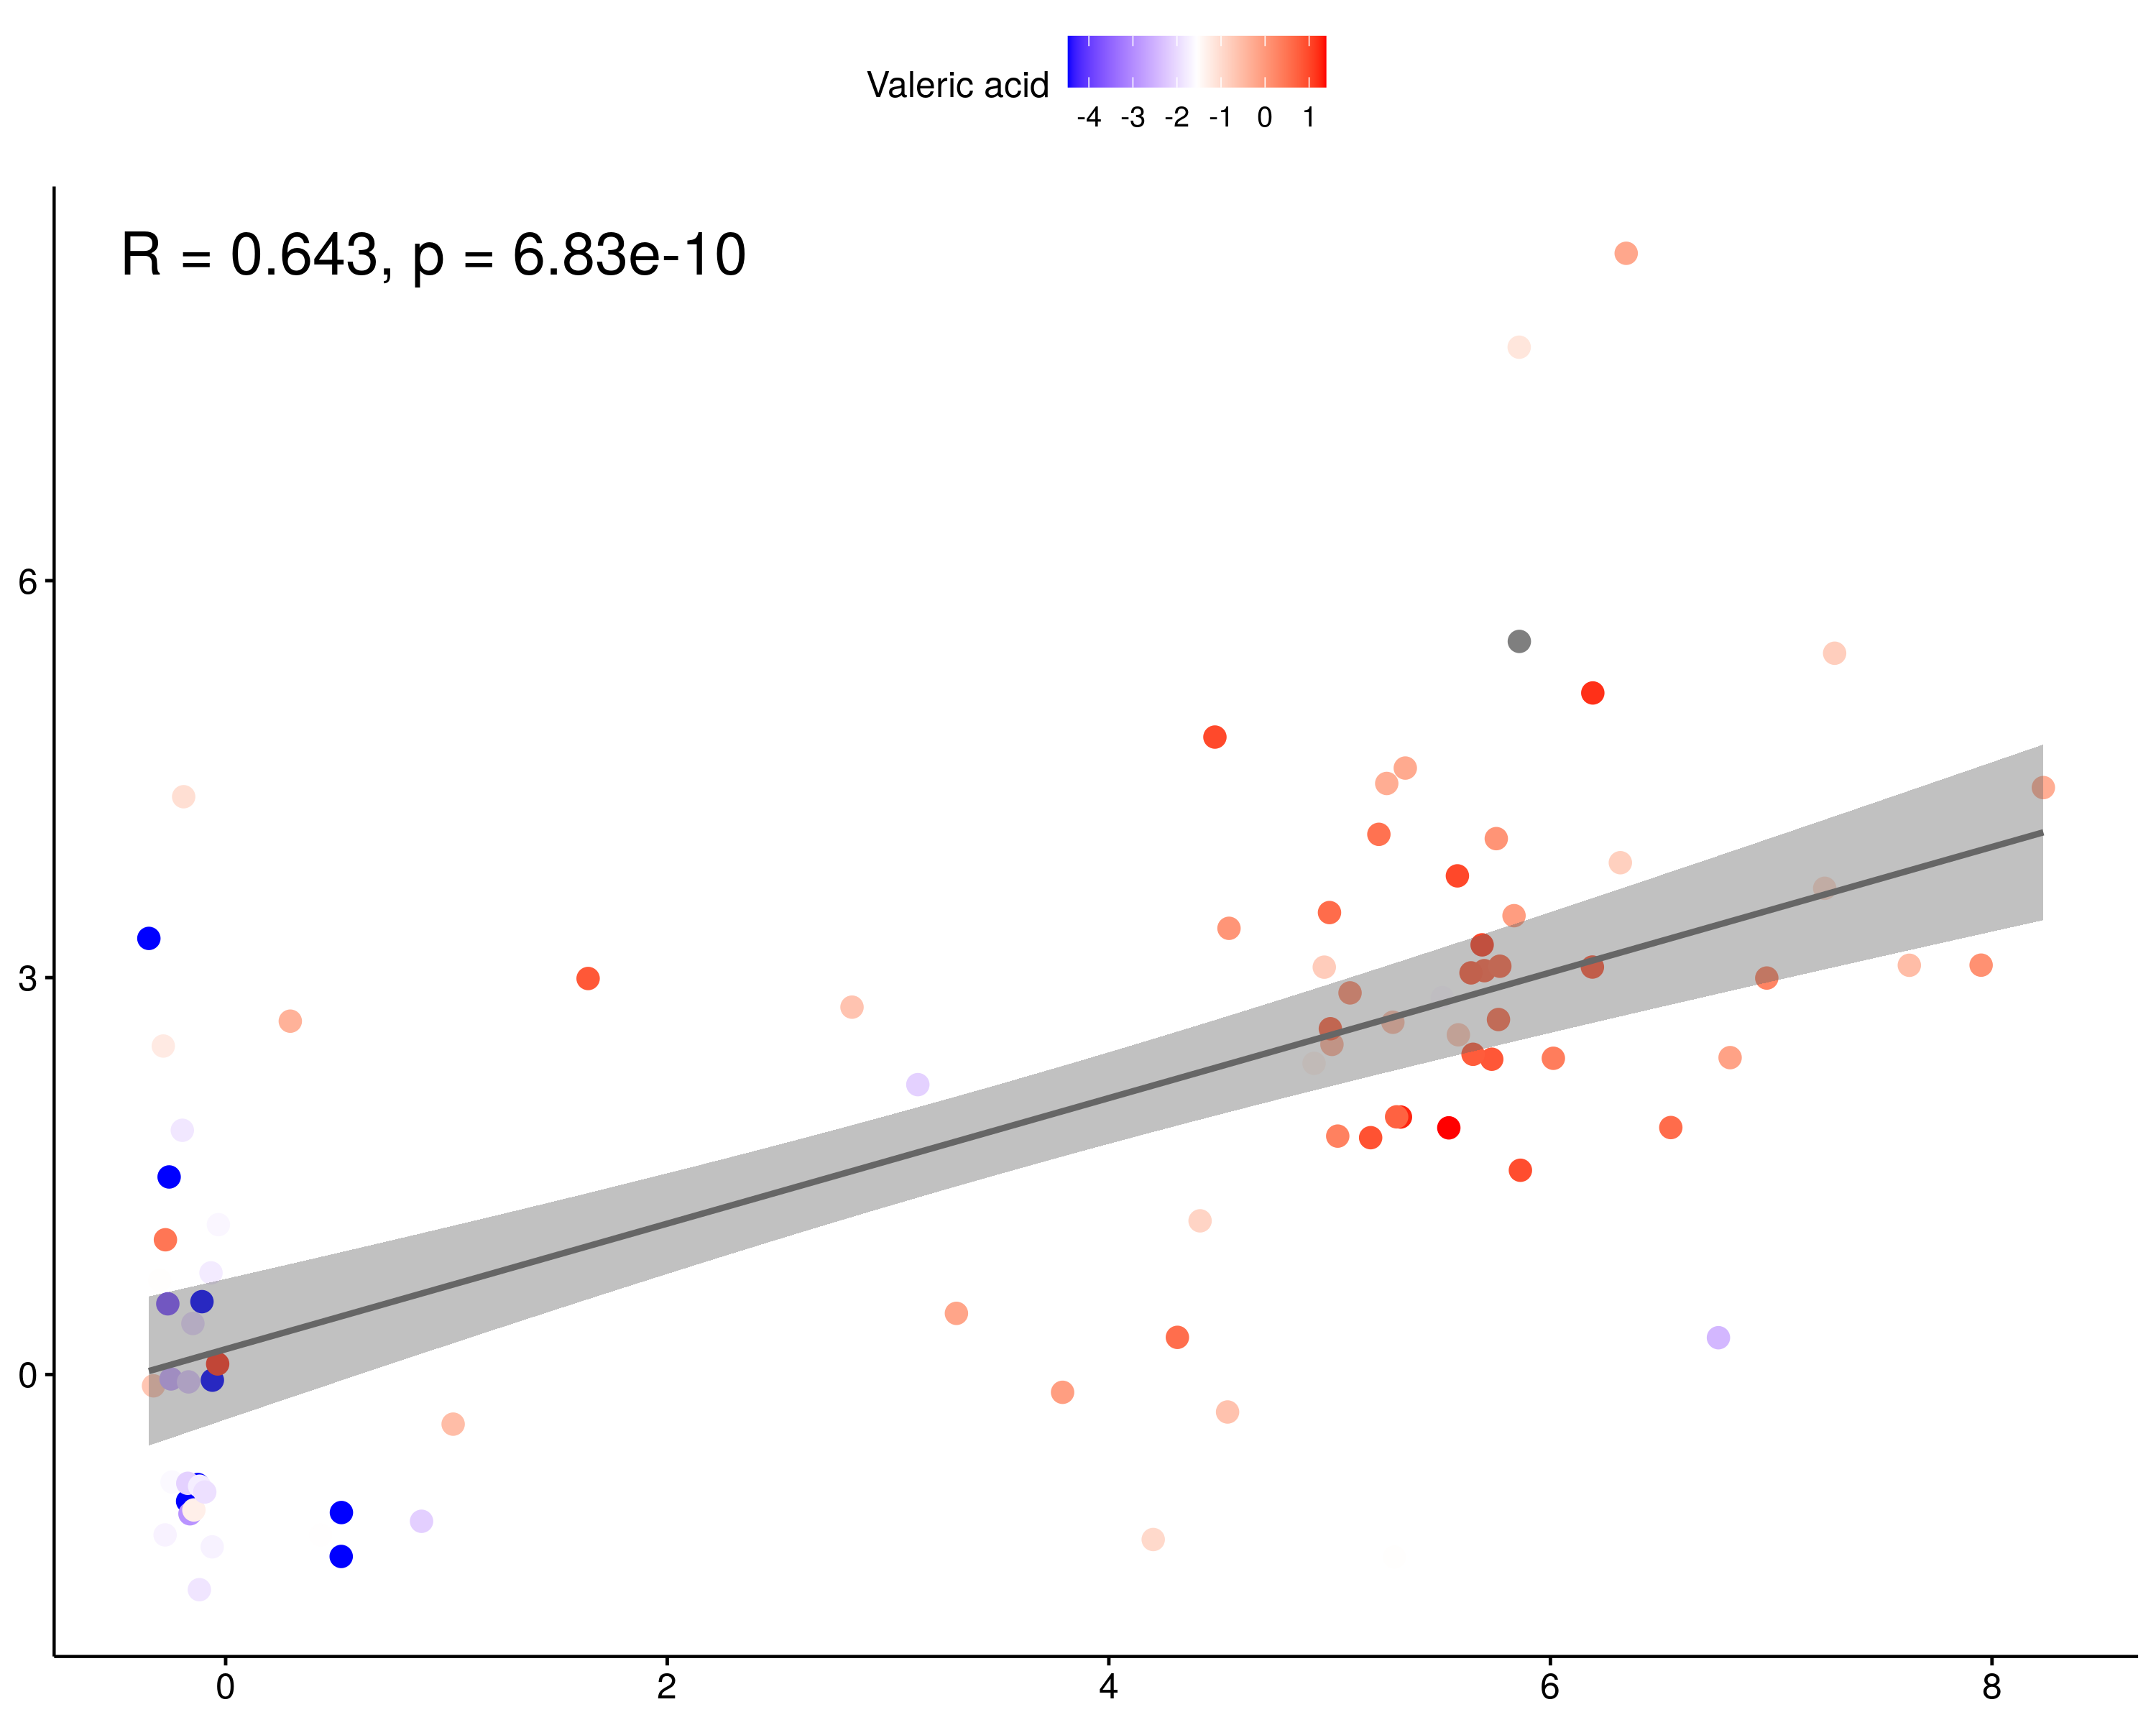 Valeric acid
-4 -3 -2 -1 0 1
R = 0.643, p = 6.83e-10
6
3
0
0 2 4 6 8